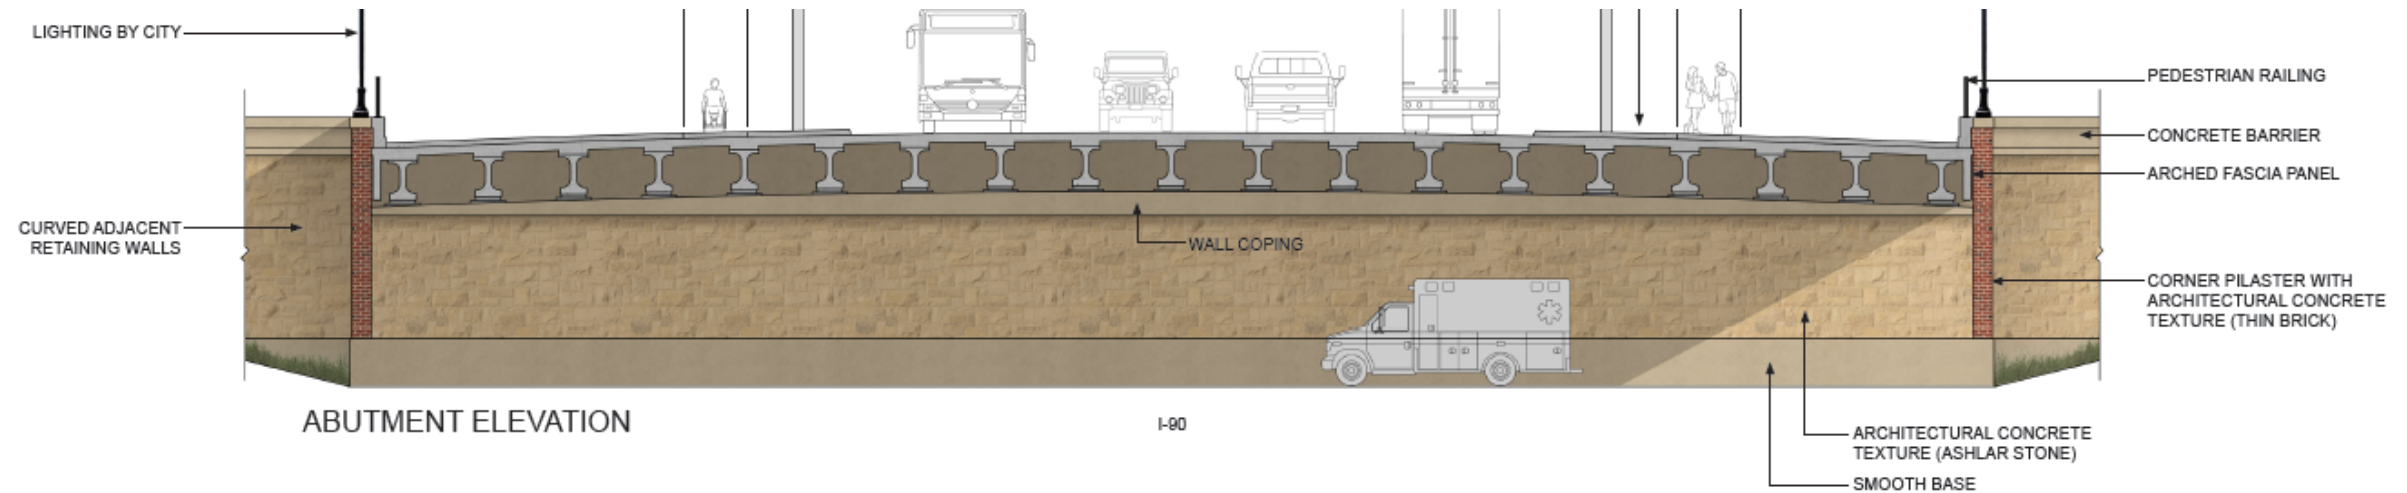 LIGHTING BY CITY
PEDESTRIAN RAILING
CONCRETE BARRIER
ARCHED FASCIA PANEL
CURVED ADJACENT
RETAINING WALLS
WALL COPING
CORNER PILASTER WITH
ARCHITECTURAL CONCRETE
TEXTURE (THIN BRICK)
ABUTMENT ELEVATION
I-90
ARCHITECTURAL CONCRETE
TEXTURE (ASHLAR STONE)
SMOOTH BASE